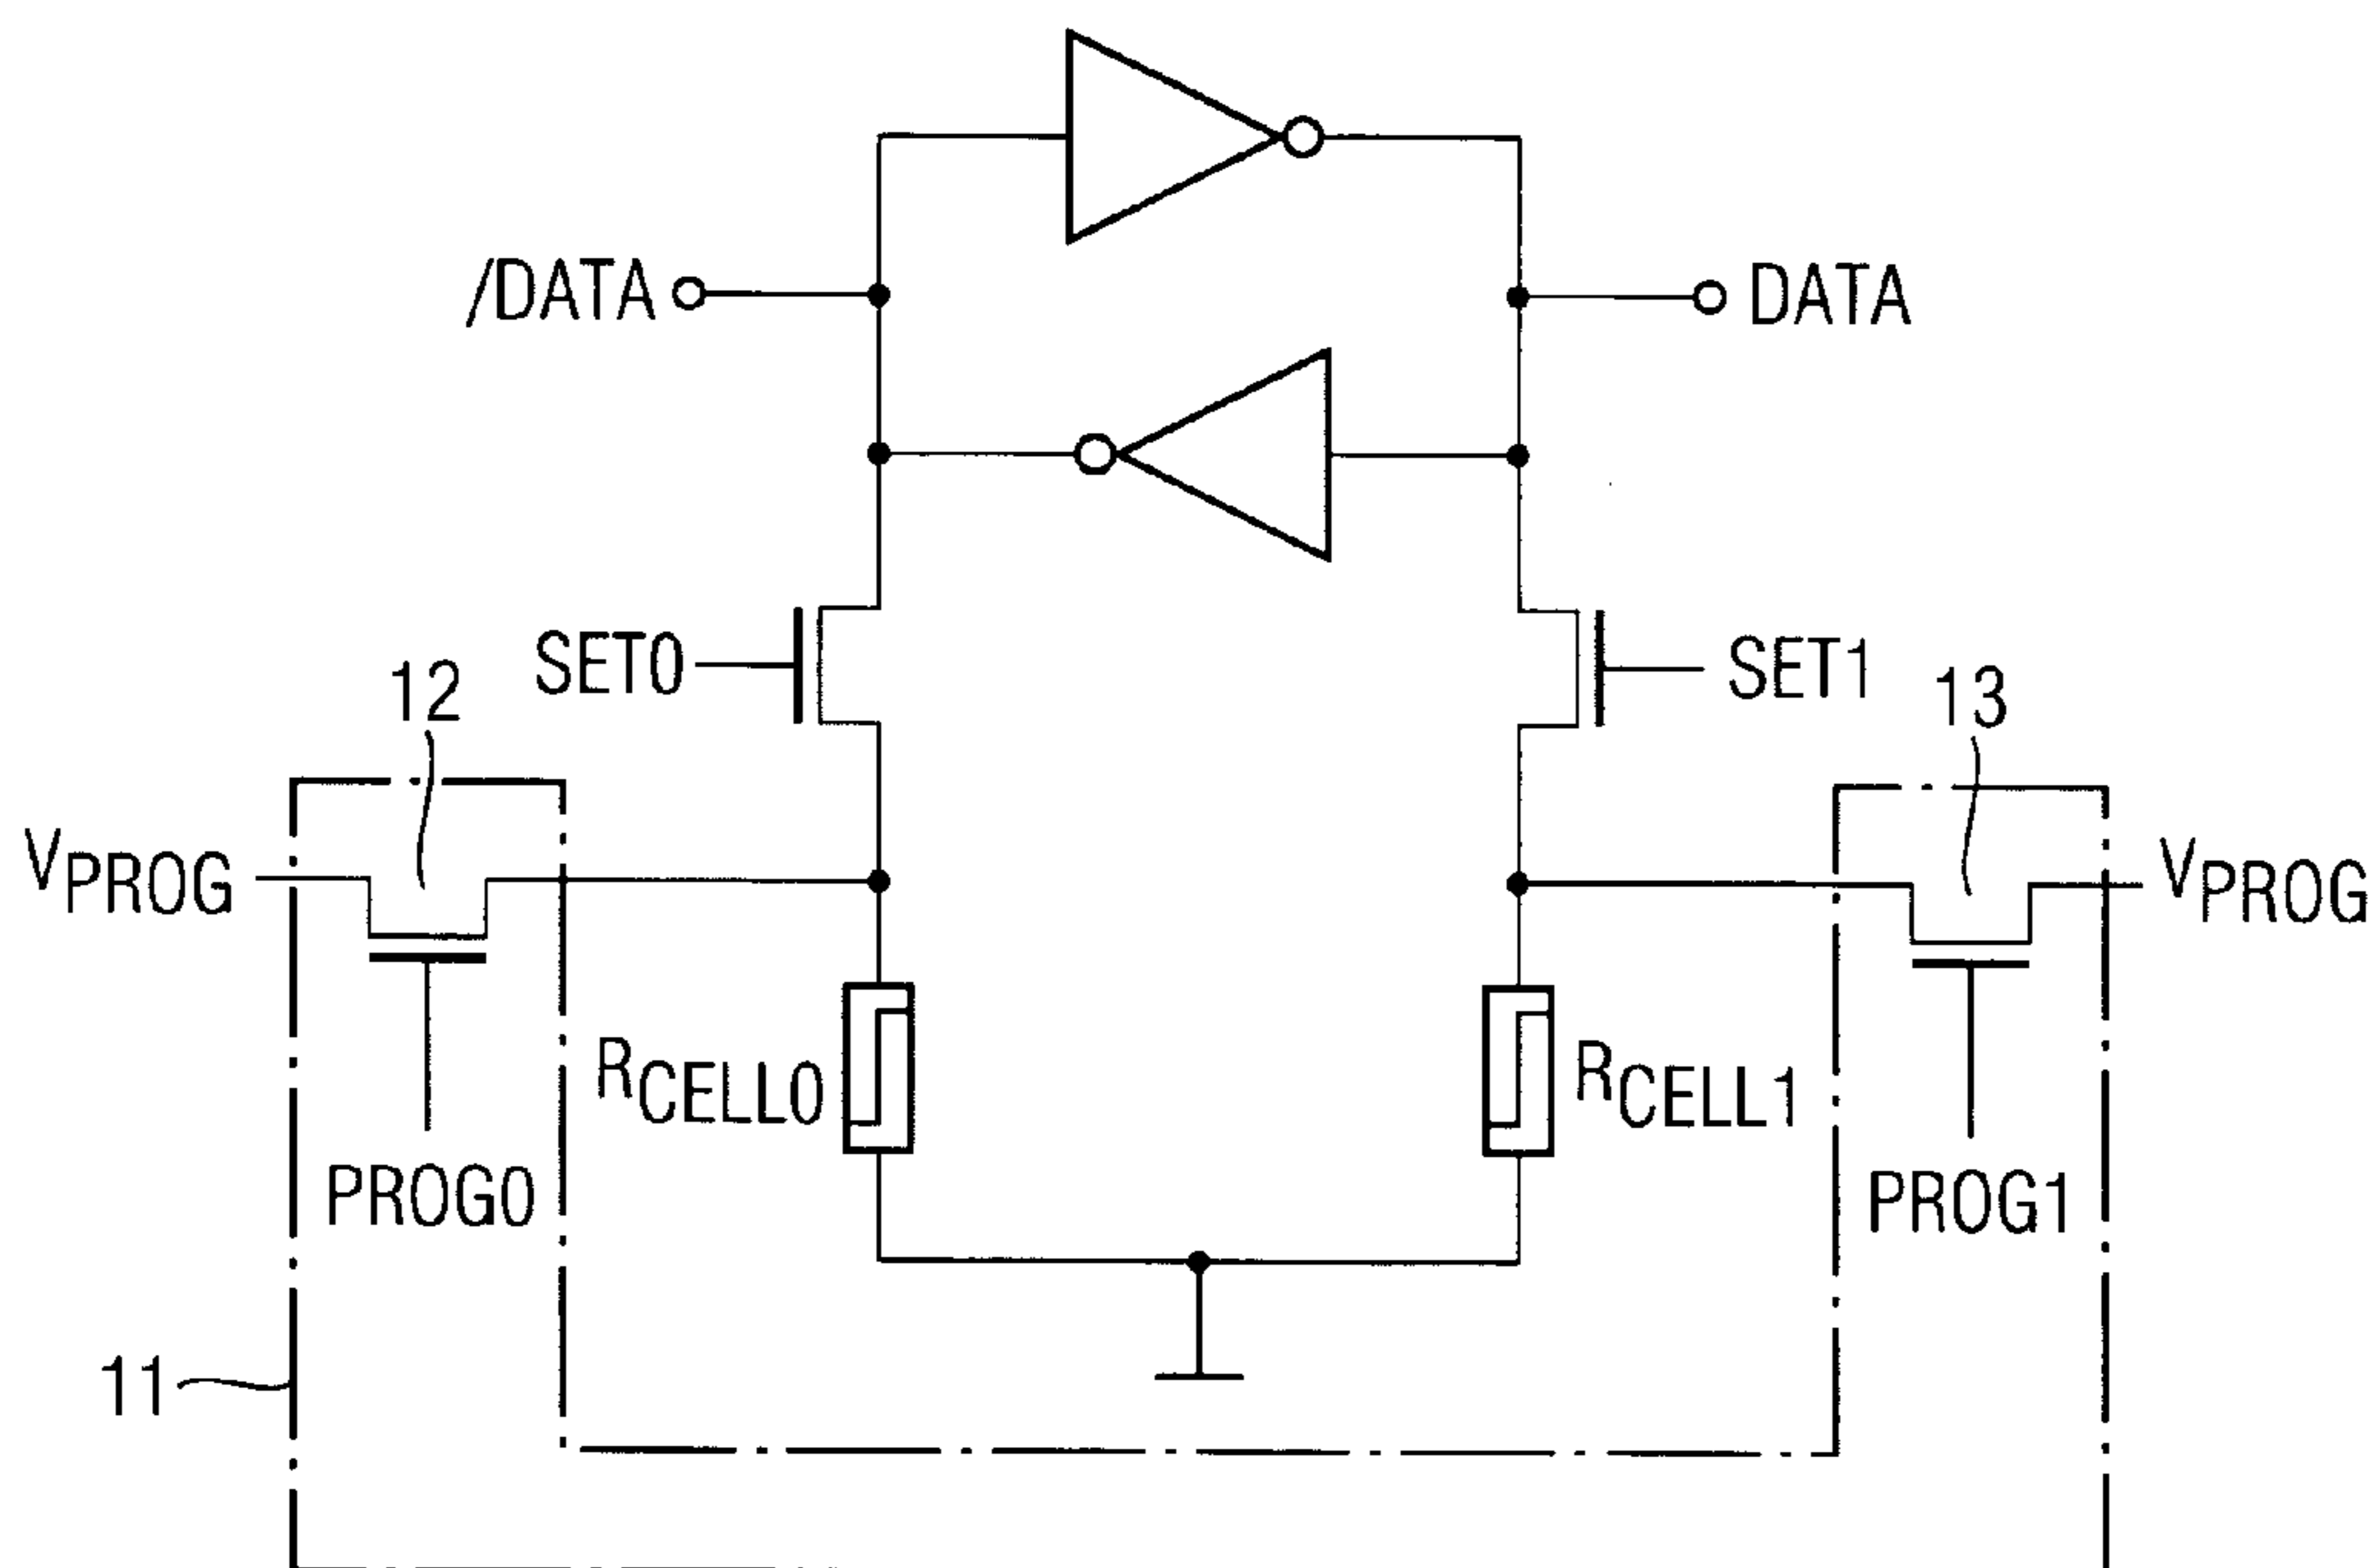 /DATA
DATA
SET0
SET1
12
13
VPROG
VPROG
RCELL0
RCELL1
PROG0
PROG1
11